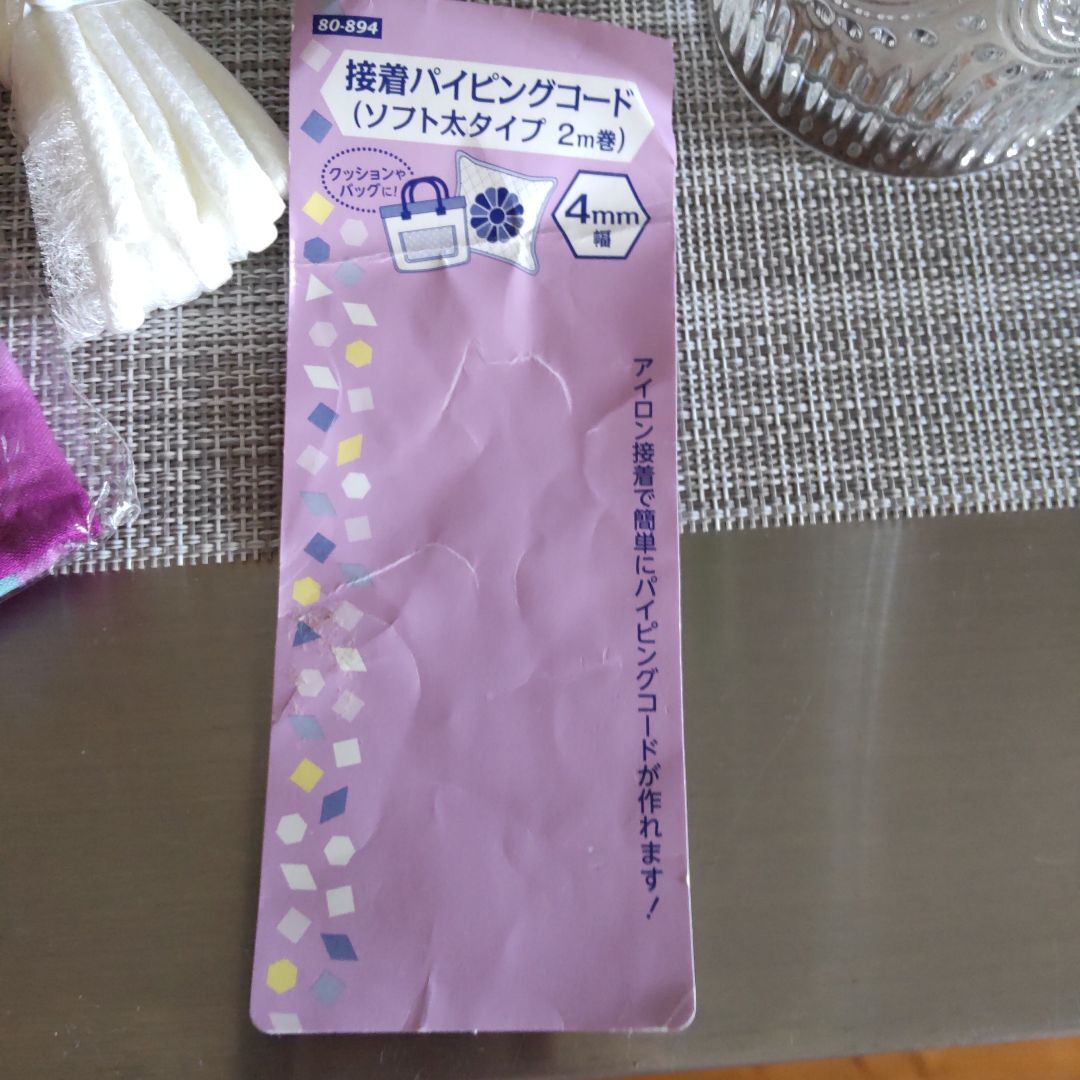 80-894
接着パイピングコード
(ソフト太タイプ 2m巻)
クッションや
バッグに!
4mm
幅
アイロン接着で簡単にパイピングコードが作れます!